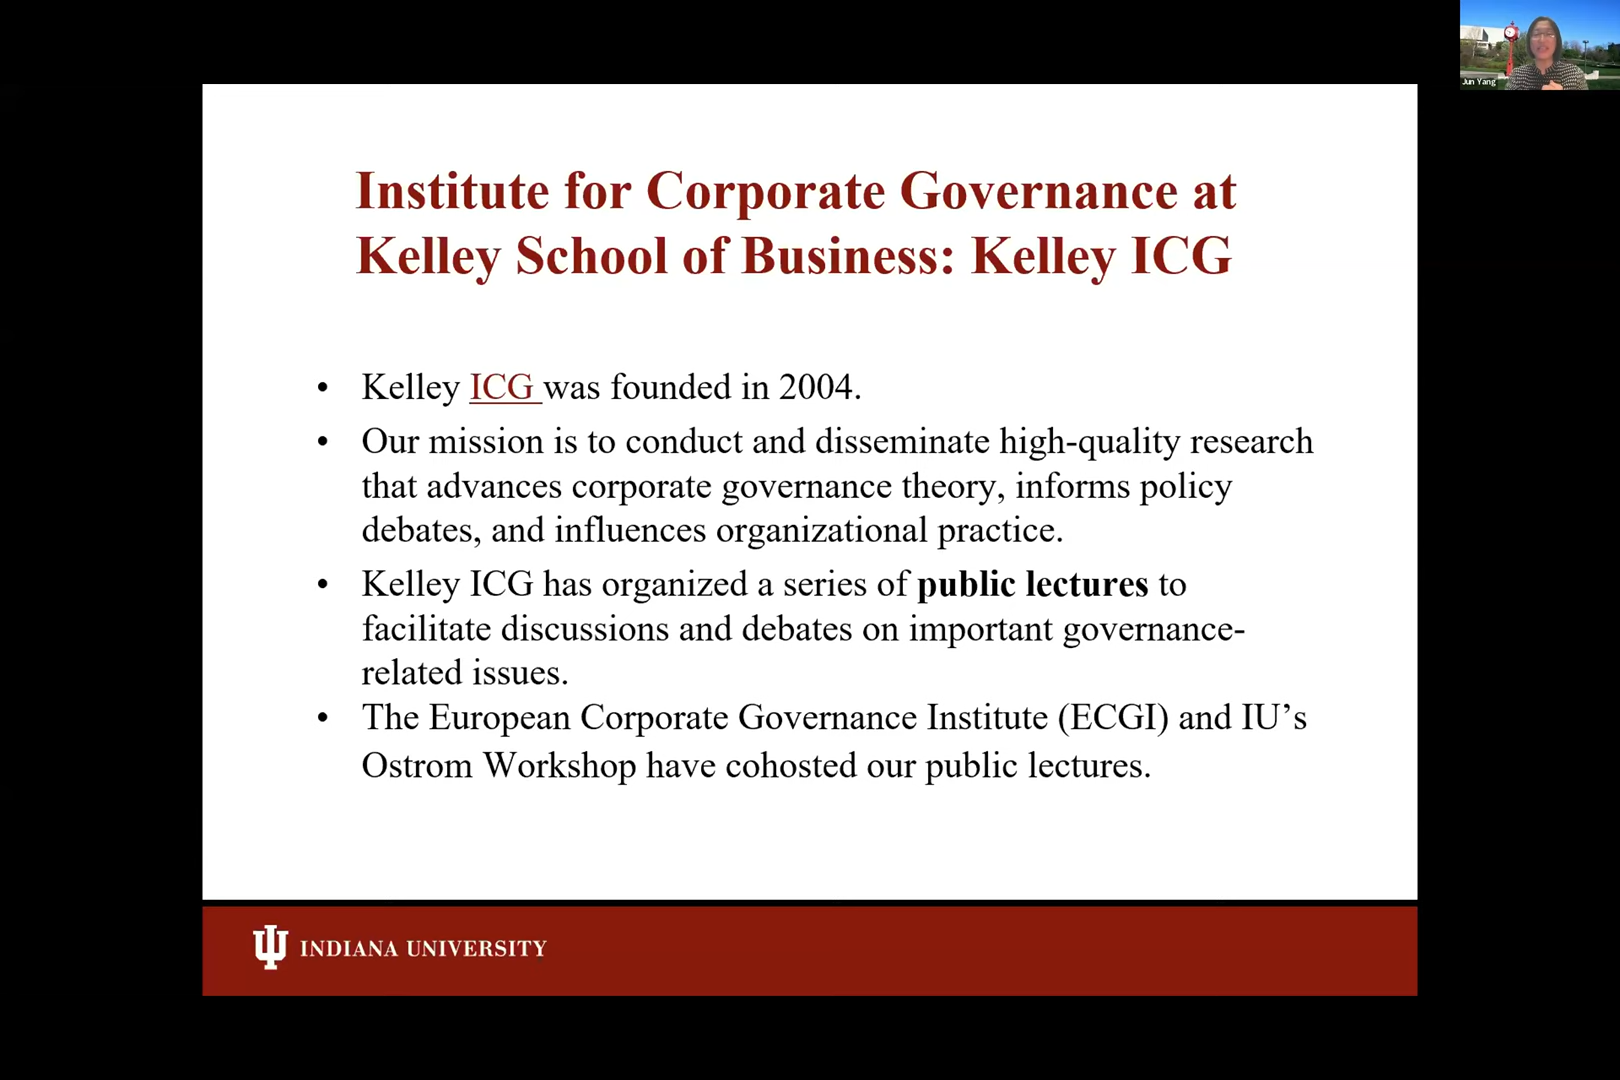 Jun Yang
Institute for Corporate Governance at
Kelley School of Business: Kelley ICG
• Kelley ICG was founded in 2004.
• Our mission is to conduct and disseminate high-quality research
that advances corporate governance theory, informs policy
debates, and influences organizational practice.
• Kelley ICG has organized a series of public lectures to
facilitate discussions and debates on important governance-
related issues.
• The European Corporate Governance Institute (ECGI) and IU’s
Ostrom Workshop have cohosted our public lectures.
INDIANA UNIVERSITY